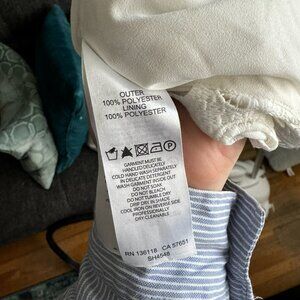 OUTER
100% POLYESTER
LINING
100% POLYESTER
P
GARMENT MUST BE
HANDLED DELICATELY
COLD HAND WASH SEPARATELY
IN DELICATE DETERGENT
WASH GARMENT INSIDE OUT
DO NOT SOAK
DO NOT BLEACH
DO NOT TUMBLE DRY
DRIP DRY IN SHADE
COOL IRON ON REVERSE SIDE
PROFESSIONALLY
DRY CLEANABLE
RN 136118 CA 57651
SH4548